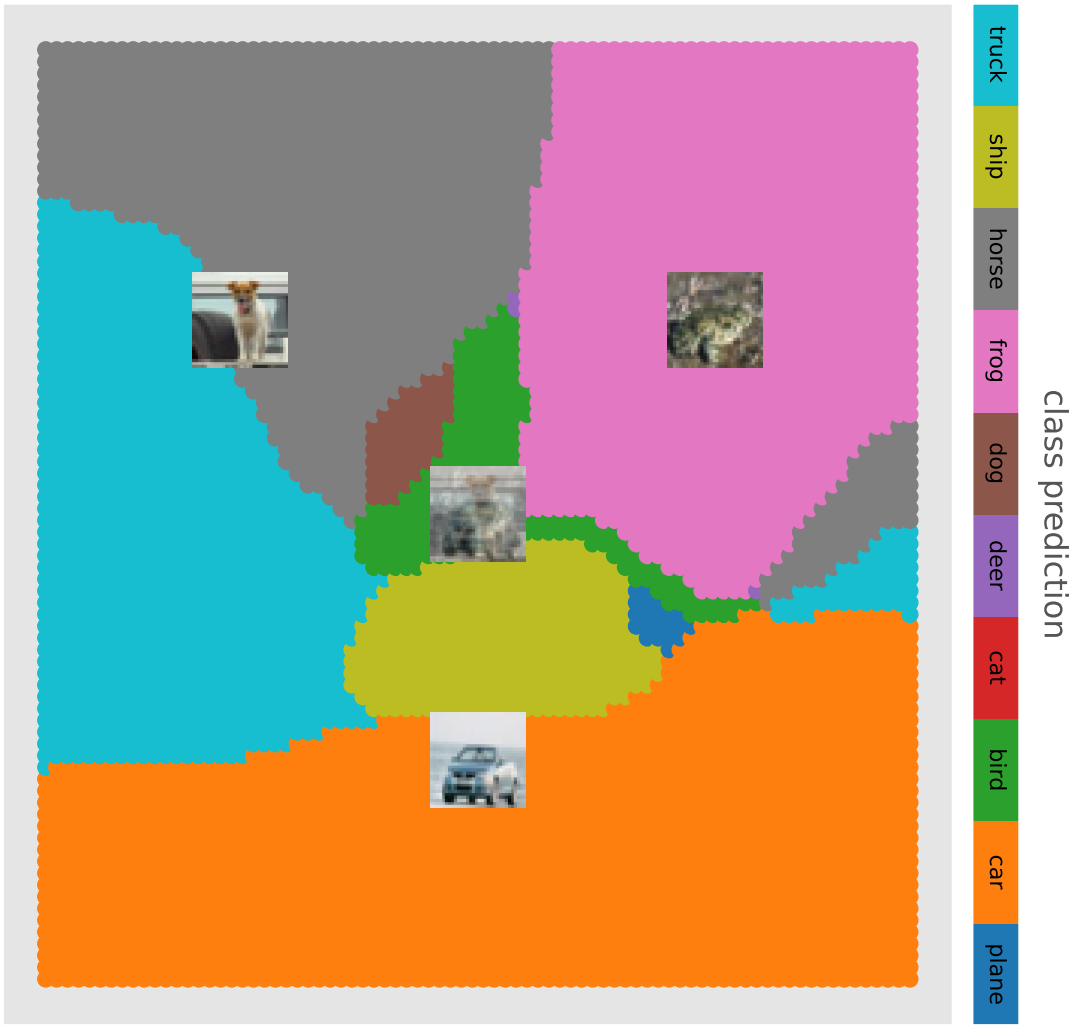 truck
ship
horse
frog
dog
deer
cat
bird
car
plane
class prediction